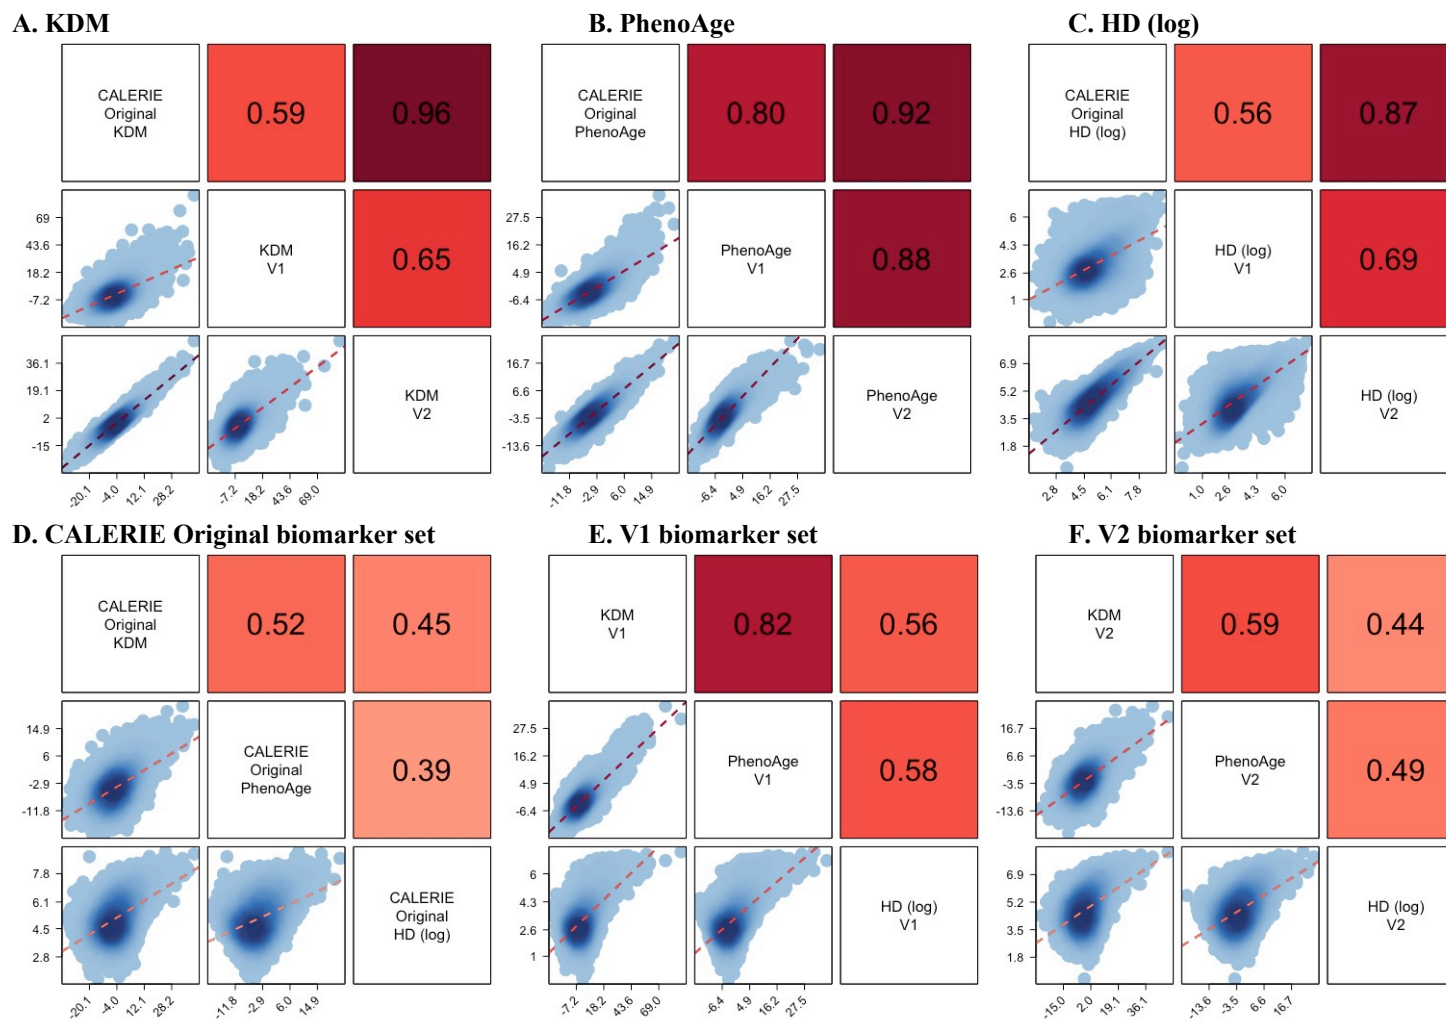 A. KDM
B. PhenoAge
C. HD (log)
CALERIE
Original
KDM
0.59
0.96
CALERIE
Original
PhenoAge
0.80
0.92
CALERIE
Original
HD (log)
0.56
0.87
69
43.6
18.2
-7.2
KDM
V1
0.65
27.5
16.2
4.9
-6.4
PhenoAge
V1
0.88
6
4.3
2.6
1
HD (log)
V1
0.69
36.1
19.1
2
-15
KDM
V2
16.7
6.6
-3.5
-13.6
PhenoAge
V2
6.9
5.2
3.5
1.8
HD (log)
V2
-20.1 -4.0 12.1 28.2
-7.2 18.2 43.6 69.0
-11.8 -2.9 6.0 14.9
-6.4 4.9 16.2 27.5
2.8 4.5 6.1 7.8
1.0 2.6 4.3 6.0
D. CALERIE Original biomarker set
E. V1 biomarker set
F. V2 biomarker set
CALERIE
Original
KDM
0.52
0.45
KDM
V1
0.82
0.56
KDM
V2
0.59
0.44
14.9
6
-2.9
-11.8
CALERIE
Original
PhenoAge
0.39
27.5
16.2
4.9
-6.4
PhenoAge
V1
0.58
16.7
6.6
-3.5
-13.6
PhenoAge
V2
0.49
7.8
6.1
4.5
2.8
CALERIE
Original
HD (log)
6
4.3
2.6
1
HD (log)
V1
6.9
5.2
3.5
1.8
HD (log)
V2
-20.1 -4.0 12.1 28.2
-11.8 -2.9 6.0 14.9
-7.2 18.2 43.6 69.0
-6.4 4.9 16.2 27.5
-15.0 2.0 19.1 36.1
-13.6 -3.5 6.6 16.7